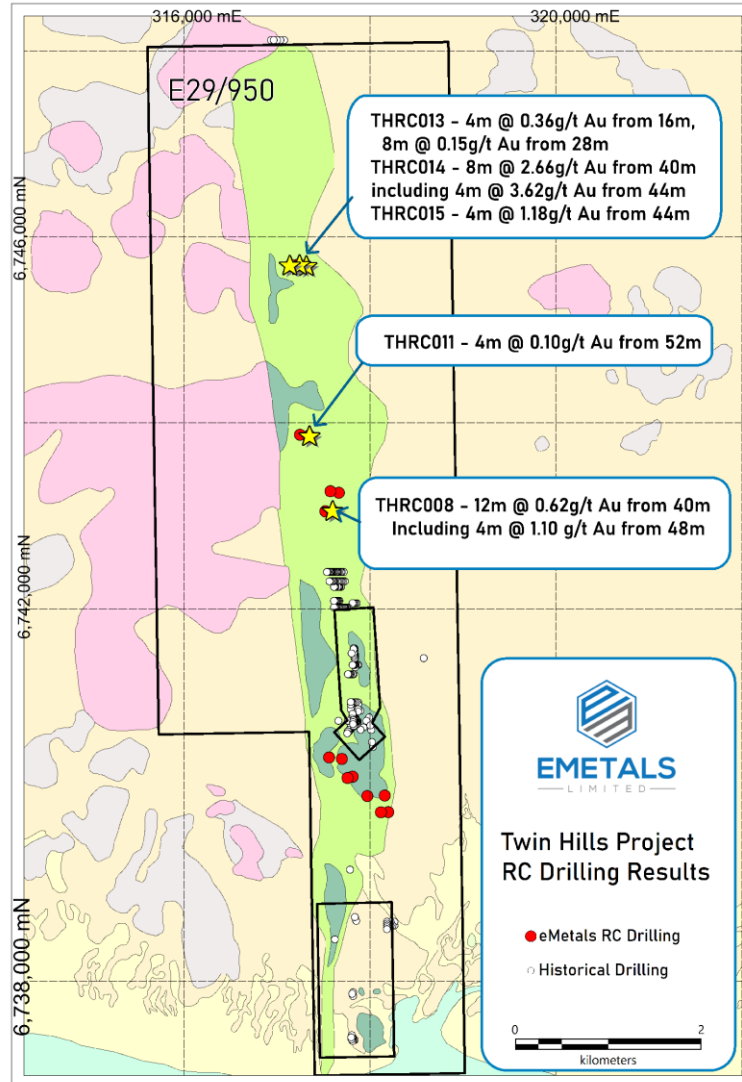 316,000 mE
320,000 mE
E29/950
THRC013 - 4m @ 0.36g/t Au from 16m,
8m @ 0.15g/t Au from 28m
THRC014 - 8m @ 2.66g/t Au from 40m
including 4m @ 3.62g/t Au from 44m
THRC015 - 4m @ 1.18g/t Au from 44m
6,746,000 mN
THRC011 - 4m @ 0.10g/t Au from 52m
THRC008 - 12m @ 0.62g/t Au from 40m
Including 4m @ 1.10 g/t Au from 48m
6,742,000 mN
EMETALS
LIMITED
Twin Hills Project
RC Drilling Results
eMetals RC Drilling
Historical Drilling
6,738,000 mN
0 2
kilometers